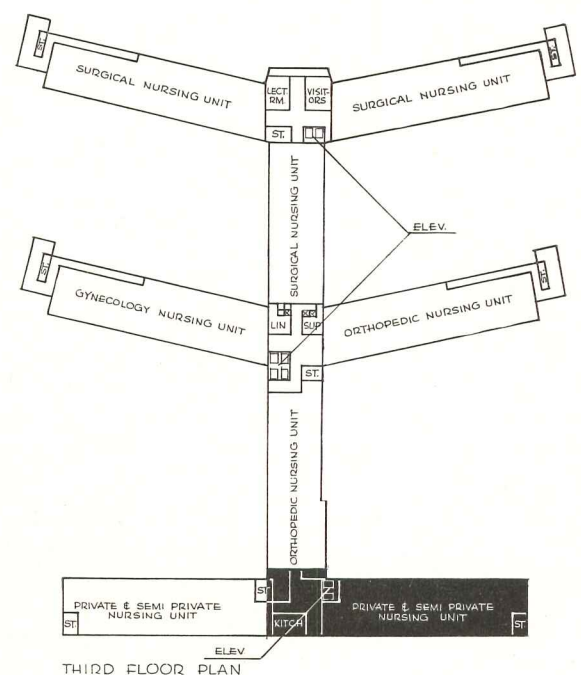 ST.
ST.
SURGICAL NURSING UNIT
LECT.
RM.
VISIT-
ORS
SURGICAL NURSING UNIT
ST.
SURGICAL NURSING UNIT
ELEV.
ST.
ST.
GYNECOLOGY NURSING UNIT
LIN
SUP
ORTHOPEDIC NURSING UNIT
ST.
ORTHOPEDIC NURSING UNIT
ST
PRIVATE & SEMI PRIVATE
NURSING UNIT
ST.
KITCH
PRIVATE & SEMI PRIVATE
NURSING UNIT
ST
ELEV
THIRD FLOOR PLAN